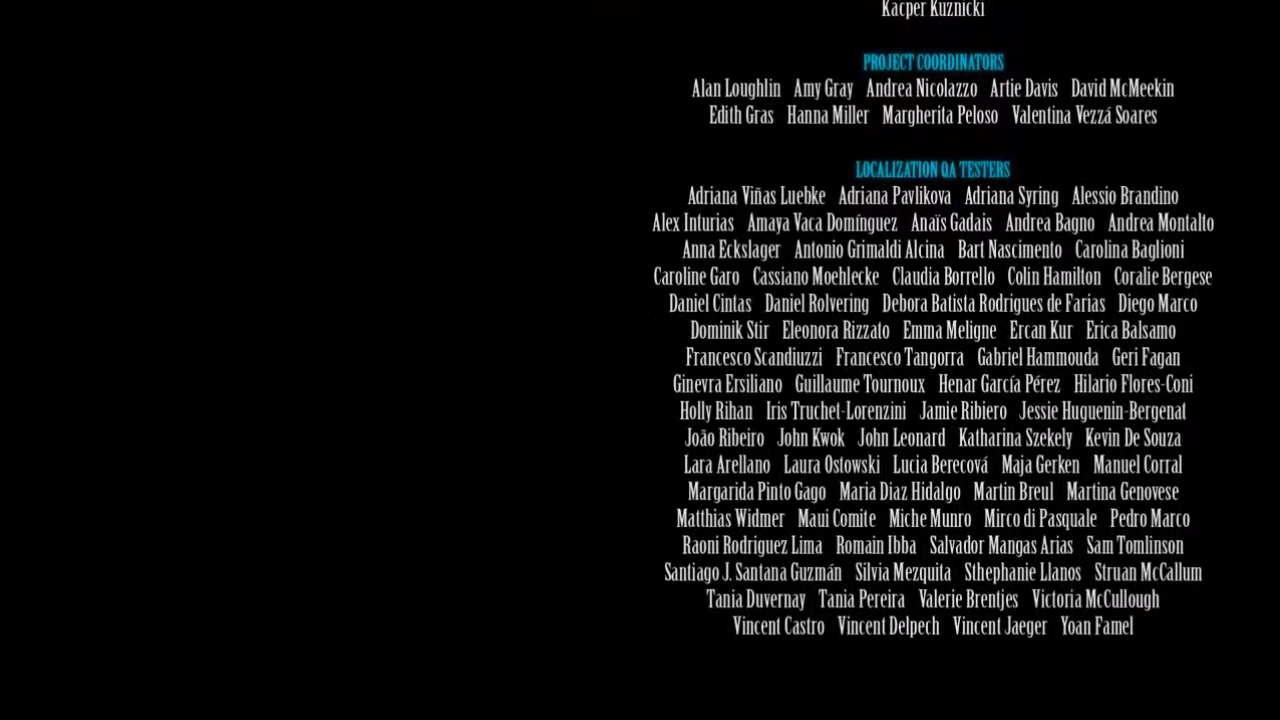 Kacper Kuznicki
PROJECT COORDINATORS
Alan Loughlin Amy Gray Andrea Nicolazzo Artie Davis David McMeekin
Edith Gras Hanna Miller Margherita Peloso Valentina Vezzá Soares
LOCALIZATION QA TESTERS
Adriana Viñas Luebke Adriana Pavlikova Adriana Syring Alessio Brandino
Alex Inturias Amaya Vaca Domínguez Anaïs Gadais Andrea Bagno Andrea Montalto
Anna Eckslager Antonio Grimaldi Alcina Bart Nascimento Carolina Baglioni
Caroline Garo Cassiano Moehlecke Claudia Borrello Colin Hamilton Coralie Bergese
Daniel Cintas Daniel Rolvering Debora Batista Rodrigues de Farias Diego Marco
Dominik Stir Eleonora Rizzato Emma Meligne Ercan Kur Erica Balsamo
Francesco Scandiuzzi Francesco Tangorra Gabriel Hammouda Geri Fagan
Ginevra Ersiliano Guillaume Tournoux Henar García Pérez Hilario Flores-Coni
Holly Rihan Iris Truchet-Lorenzini Jamie Ribiero Jessie Huguenin-Bergenat
João Ribeiro John Kwok John Leonard Katharina Szekely Kevin De Souza
Lara Arellano Laura Ostowski Lucia Berecová Maja Gerken Manuel Corral
Margarida Pinto Gago Maria Diaz Hidalgo Martin Breul Martina Genovese
Matthias Widmer Maui Comite Miche Munro Mirco di Pasquale Pedro Marco
Raoni Rodriguez Lima Romain Ibba Salvador Mangas Arias Sam Tomlinson
Santiago J. Santana Guzmán Silvia Mezquita Sthephanie Llanos Struan McCallum
Tania Duvernay Tania Pereira Valerie Brentjes Victoria McCullough
Vincent Castro Vincent Delpech Vincent Jaeger Yoan Famel